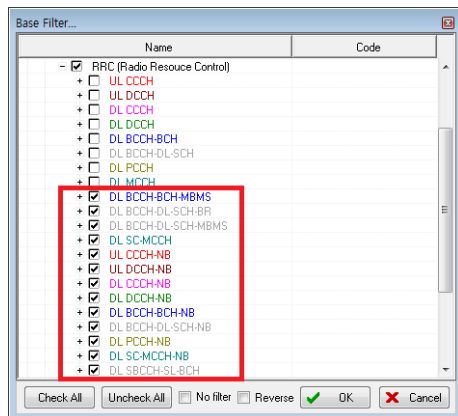 Base Filter...
Name Code
RRC (Radio Resouce Control)
UL CCCH
UL DCCH
DL CCCH
DL DCCH
DL BCCH-BCH
DL BCCH-DL-SCH
DL PCCH
DL MCCH
DL BCCH-BCH-MBMS
DL BCCH-DL-SCH-BR
DL BCCH-DL-SCH-MBMS
DL SC-MCCH
UL CCCH-NB
UL DCCH-NB
DL CCCH-NB
DL DCCH-NB
DL BCCH-BCH-NB
DL BCCH-DL-SCH-NB
DL PCCH-NB
DL SC-MCCH-NB
DL SBCCH-SL-BCH
Check All Uncheck All No filter Reverse OK Cancel